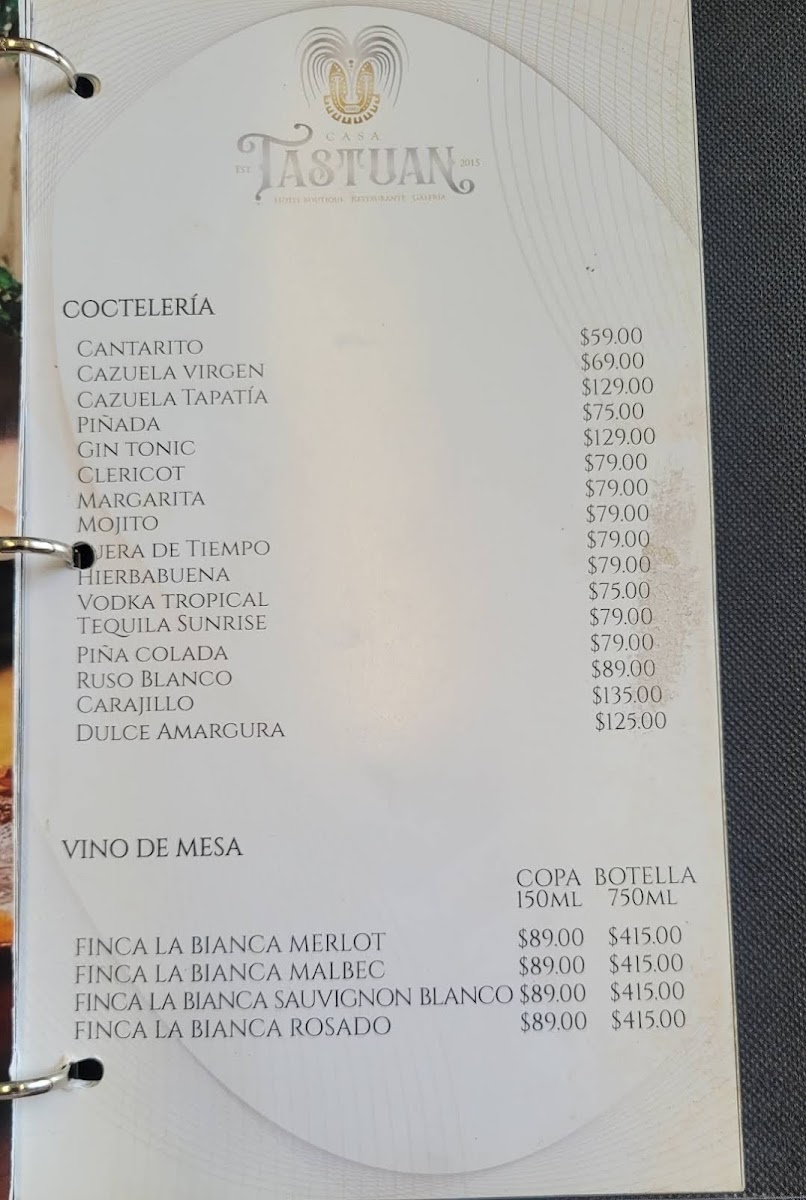 CASA
EST. TASTUAN 2015
HOTEL BOUTIQUE · RESTAURANTE · GALERÍA
COCTELERÍA
CANTARITO $59.00
CAZUELA VIRGEN $69.00
CAZUELA TAPATÍA $129.00
PIÑADA $75.00
GIN TONIC $129.00
CLERICOT $79.00
MARGARITA $79.00
MOJITO $79.00
DE TIEMPO $79.00
HIERBABUENA $79.00
VODKA TROPICAL $75.00
TEQUILA SUNRISE $79.00
PIÑA COLADA $79.00
RUSO BLANCO $89.00
CARAJILLO $135.00
DULCE AMARGURA $125.00
VINO DE MESA
COPA BOTELLA
150ML 750ML
FINCA LA BIANCA MERLOT $89.00 $415.00
FINCA LA BIANCA MALBEC $89.00 $415.00
FINCA LA BIANCA SAUVIGNON BLANCO $89.00 $415.00
FINCA LA BIANCA ROSADO $89.00 $415.00